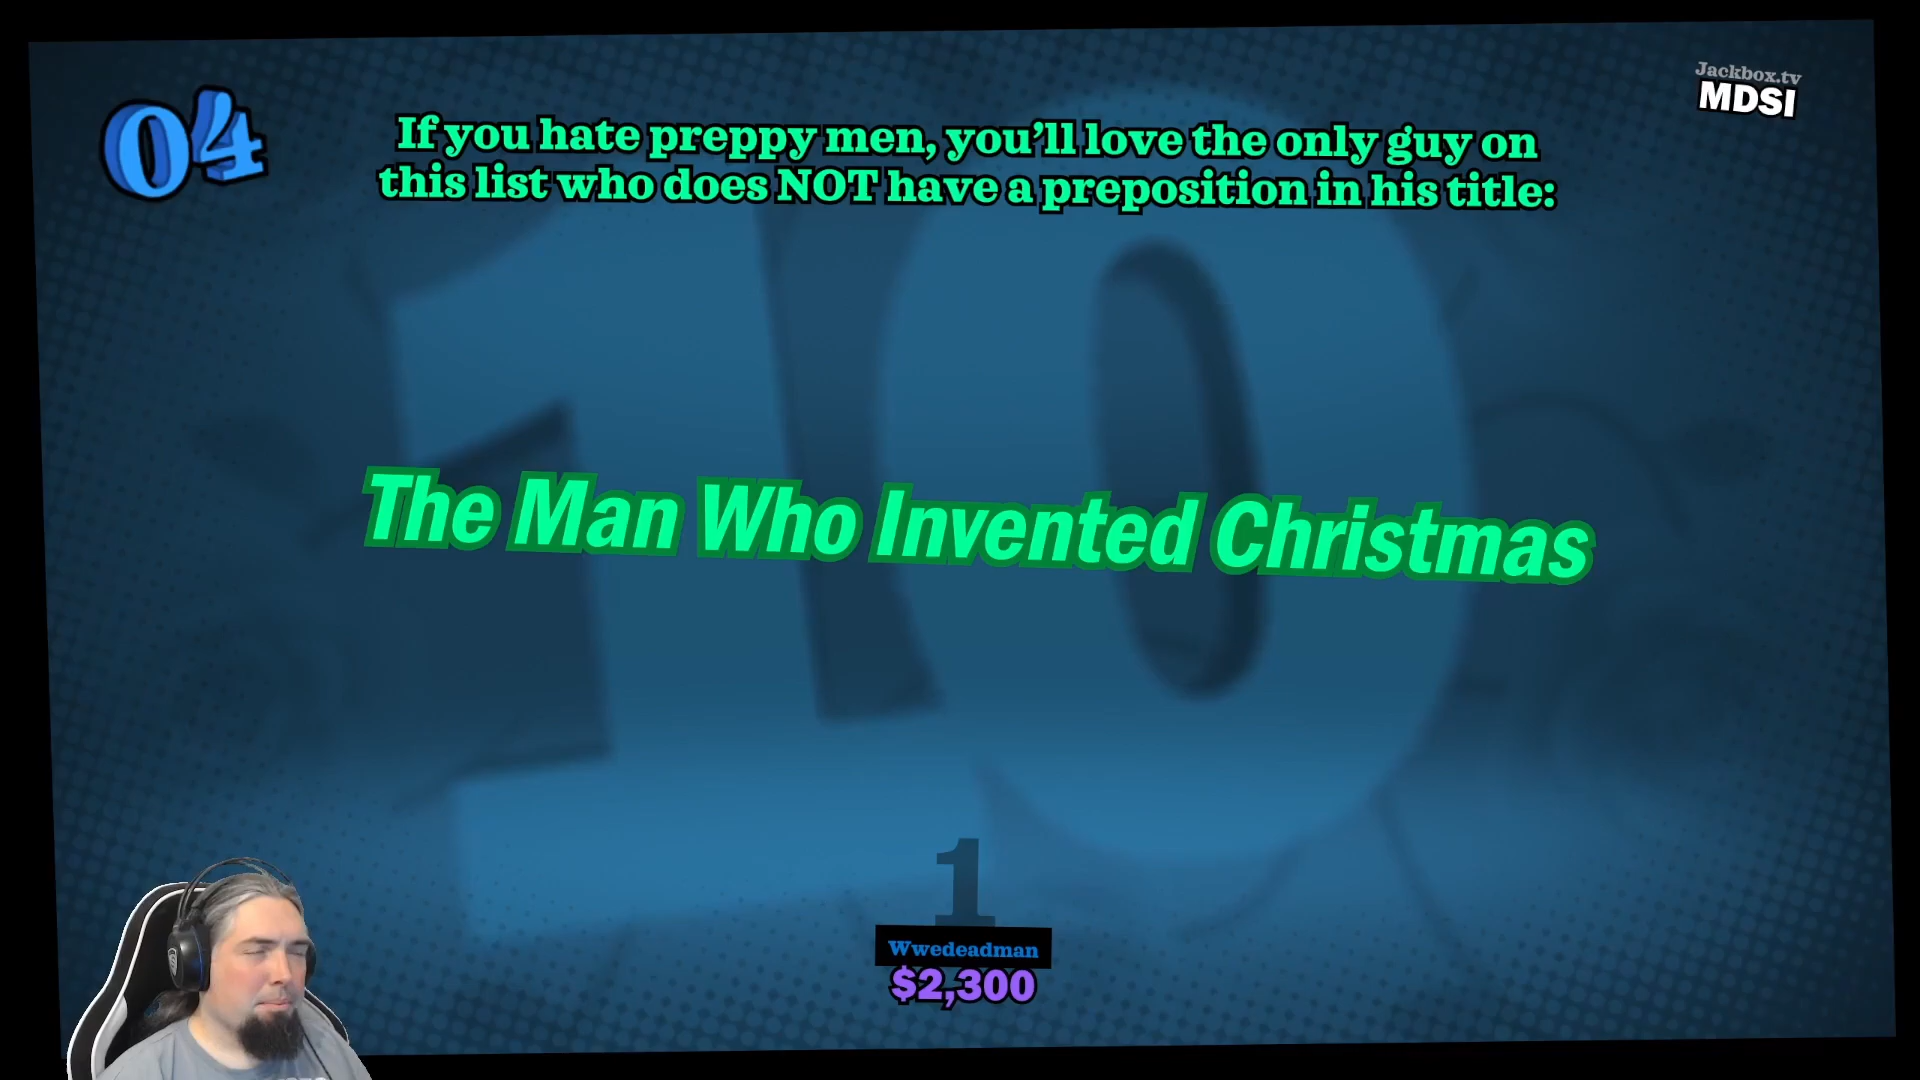 04
If you hate preppy men, you'll love the only guy on
this list who does NOT have a preposition in his title:
Jackbox.tv
MDSI
The Man Who Invented Christmas
1
Wwedeadman
$2,300